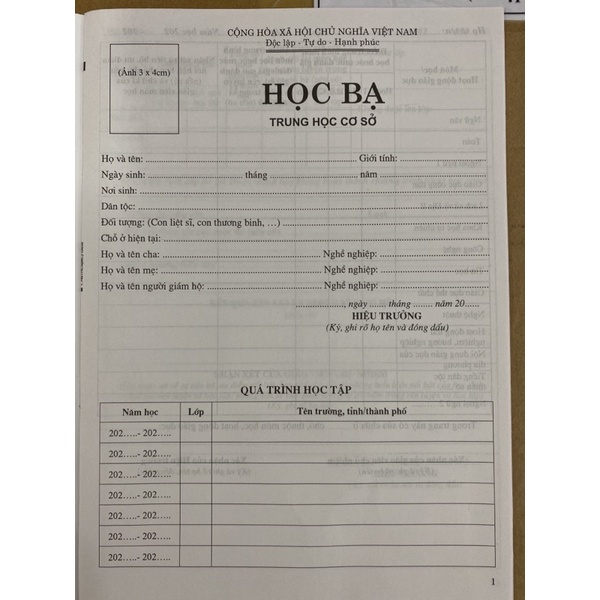 CỘNG HÒA XÃ HỘI CHỦ NGHĨA VIỆT NAM
Độc lập - Tự do - Hạnh phúc
(Ảnh 3 x 4cm)
HỌC BẠ
TRUNG HỌC CƠ SỞ
Họ và tên: ........................................ Giới tính: ........................
Ngày sinh: ........................ tháng ........................ năm ........................
Nơi sinh: ........................................................................
Dân tộc: ........................................................................
Đối tượng: (Con liệt sĩ, con thương binh, …) ........................................
Chỗ ở hiện tại: ........................................................................
Họ và tên cha: ........................................ Nghề nghiệp: ........................
Họ và tên mẹ: ........................................ Nghề nghiệp: ........................
Họ và tên người giám hộ: ........................ Nghề nghiệp: ........................
................, ngày ...... tháng ........ năm 20......
HIỆU TRƯỞNG
(Ký, ghi rõ họ tên và đóng dấu)
QUÁ TRÌNH HỌC TẬP
Năm học Lớp Tên trường, tỉnh/thành phố
202…..- 202…..
202…..- 202…..
202…..- 202…..
202…..- 202…..
202…..- 202…..
202…..- 202…..
202…..- 202…..
1